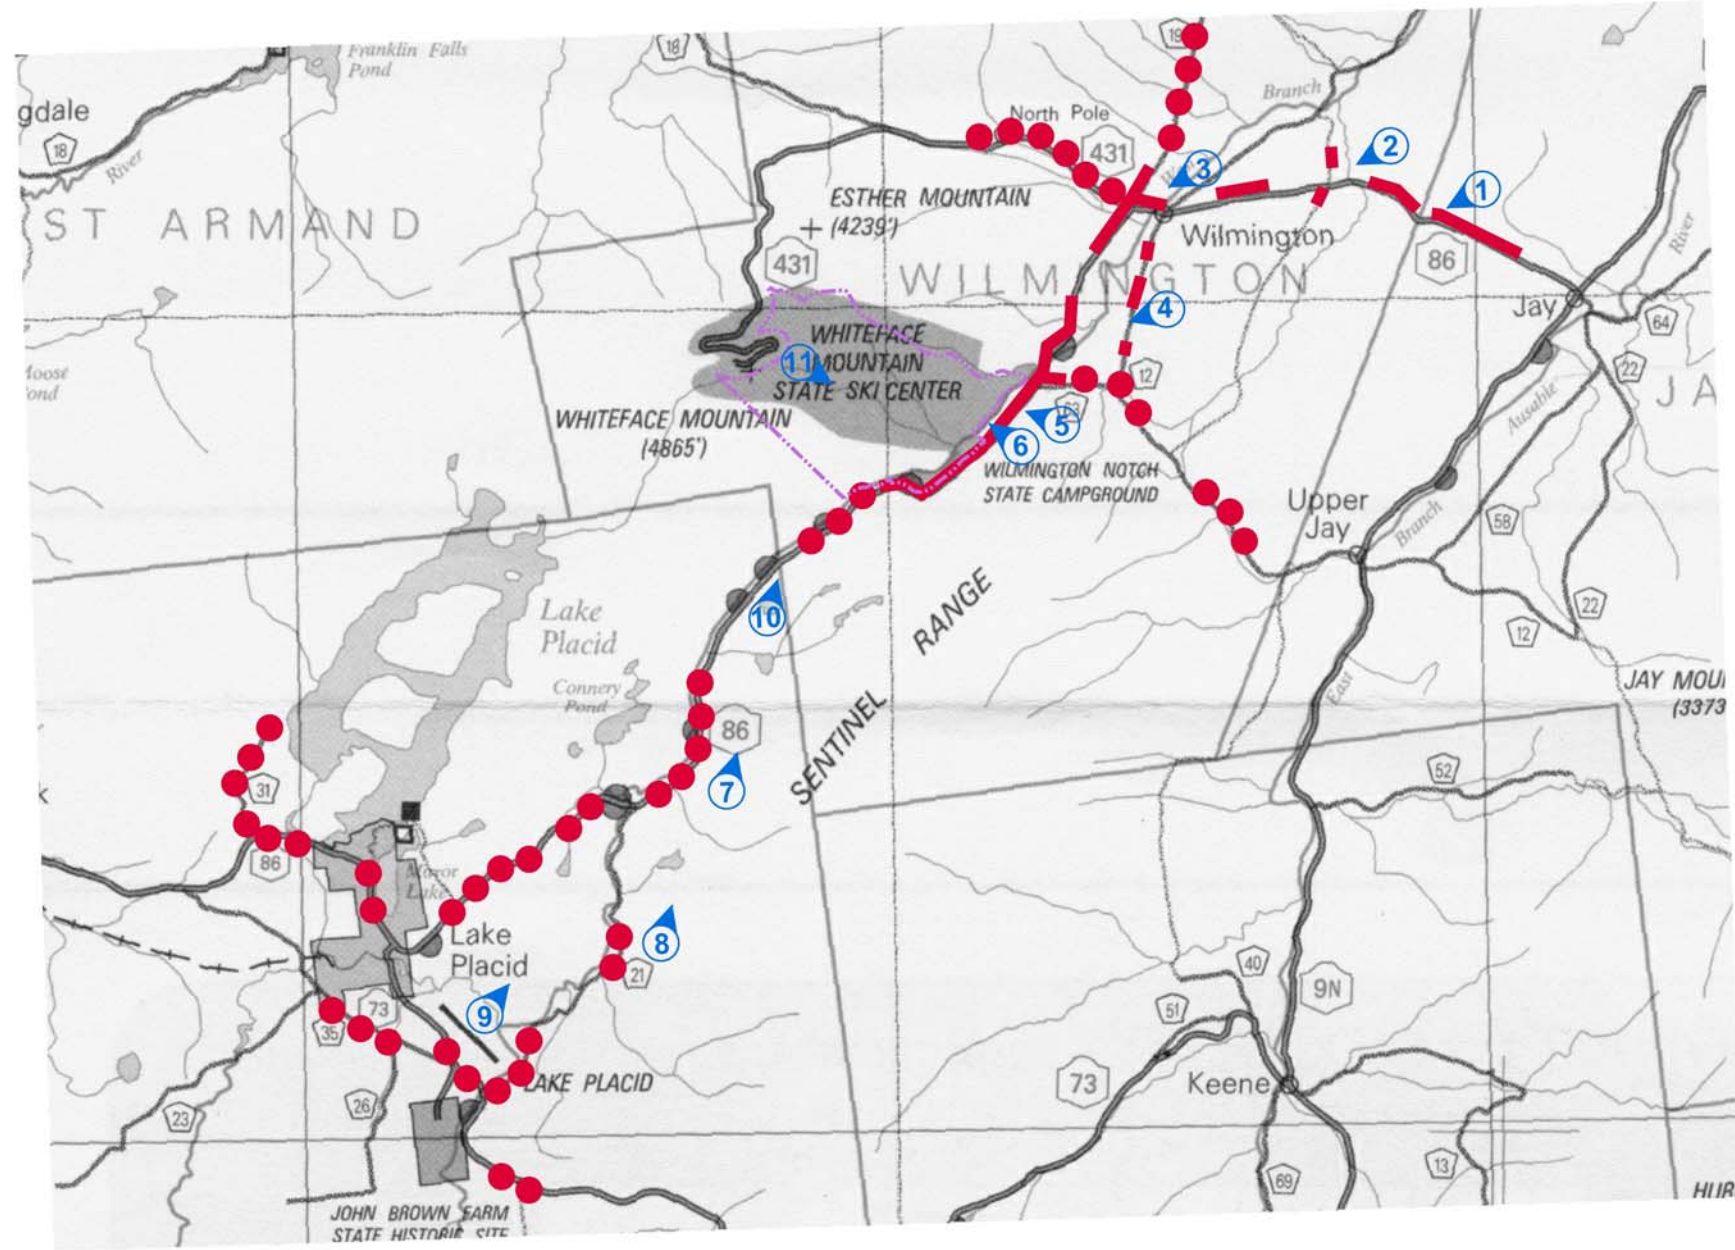 Franklin Falls
Pond
18
19
gdale
18
River
North Pole
Branch
431
2
3
1
ESTHER MOUNTAIN
(4239')
ST ARMAND
Wilmington
86
River
431
WILMINGTON
Jay
64
4
WHITEFACE
MOUNTAIN
STATE SKI CENTER
11
12
22
JA
Ausable
WHITEFACE MOUNTAIN
(4865')
5
6
WILMINGTON NOTCH
STATE CAMPGROUND
Upper
Jay
Branch
58
Lake
Placid
10
RANGE
22
12
Connery
Pond
East
JAY MOU
(3373
86
SENTINEL
7
31
52
86
Mirror
Lake
Lake
Placid
8
21
40
9N
51
9
73
35
LAKE PLACID
73
Keene
26
23
13
69
HUR
JOHN BROWN FARM
STATE HISTORIC SITE